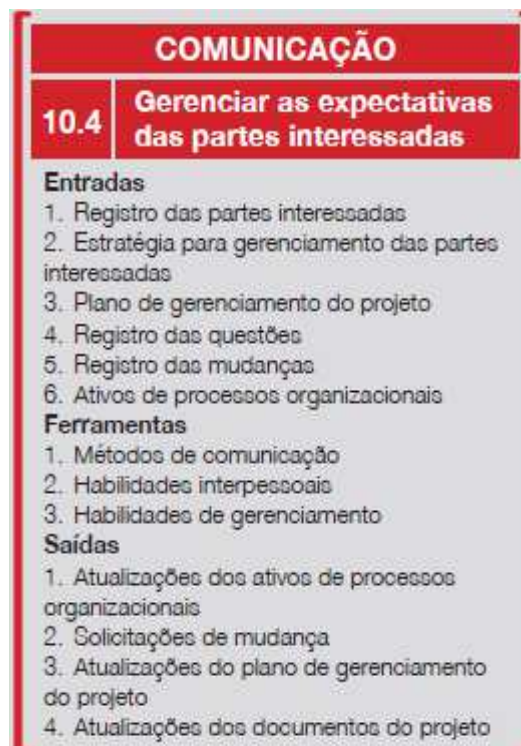 COMUNICAÇÃO
10.4
Gerenciar as expectativas
das partes interessadas
Entradas
1. Registro das partes interessadas
2. Estratégia para gerenciamento das partes
interessadas
3. Plano de gerenciamento do projeto
4. Registro das questões
5. Registro das mudanças
6. Ativos de processos organizacionais
Ferramentas
1. Métodos de comunicação
2. Habilidades interpessoais
3. Habilidades de gerenciamento
Saídas
1. Atualizações dos ativos de processos
organizacionais
2. Solicitações de mudança
3. Atualizações do plano de gerenciamento
do projeto
4. Atualizações dos documentos do projeto